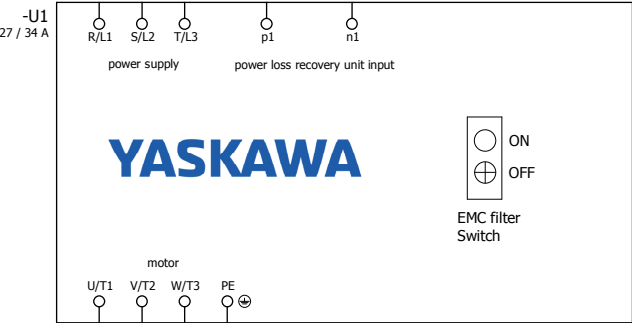 -U1
27 / 34 A
R/L1 S/L2 T/L3 p1 n1
power supply power loss recovery unit input
YASKAWA
ON
OFF
EMC filter
Switch
motor
U/T1 V/T2 W/T3 PE